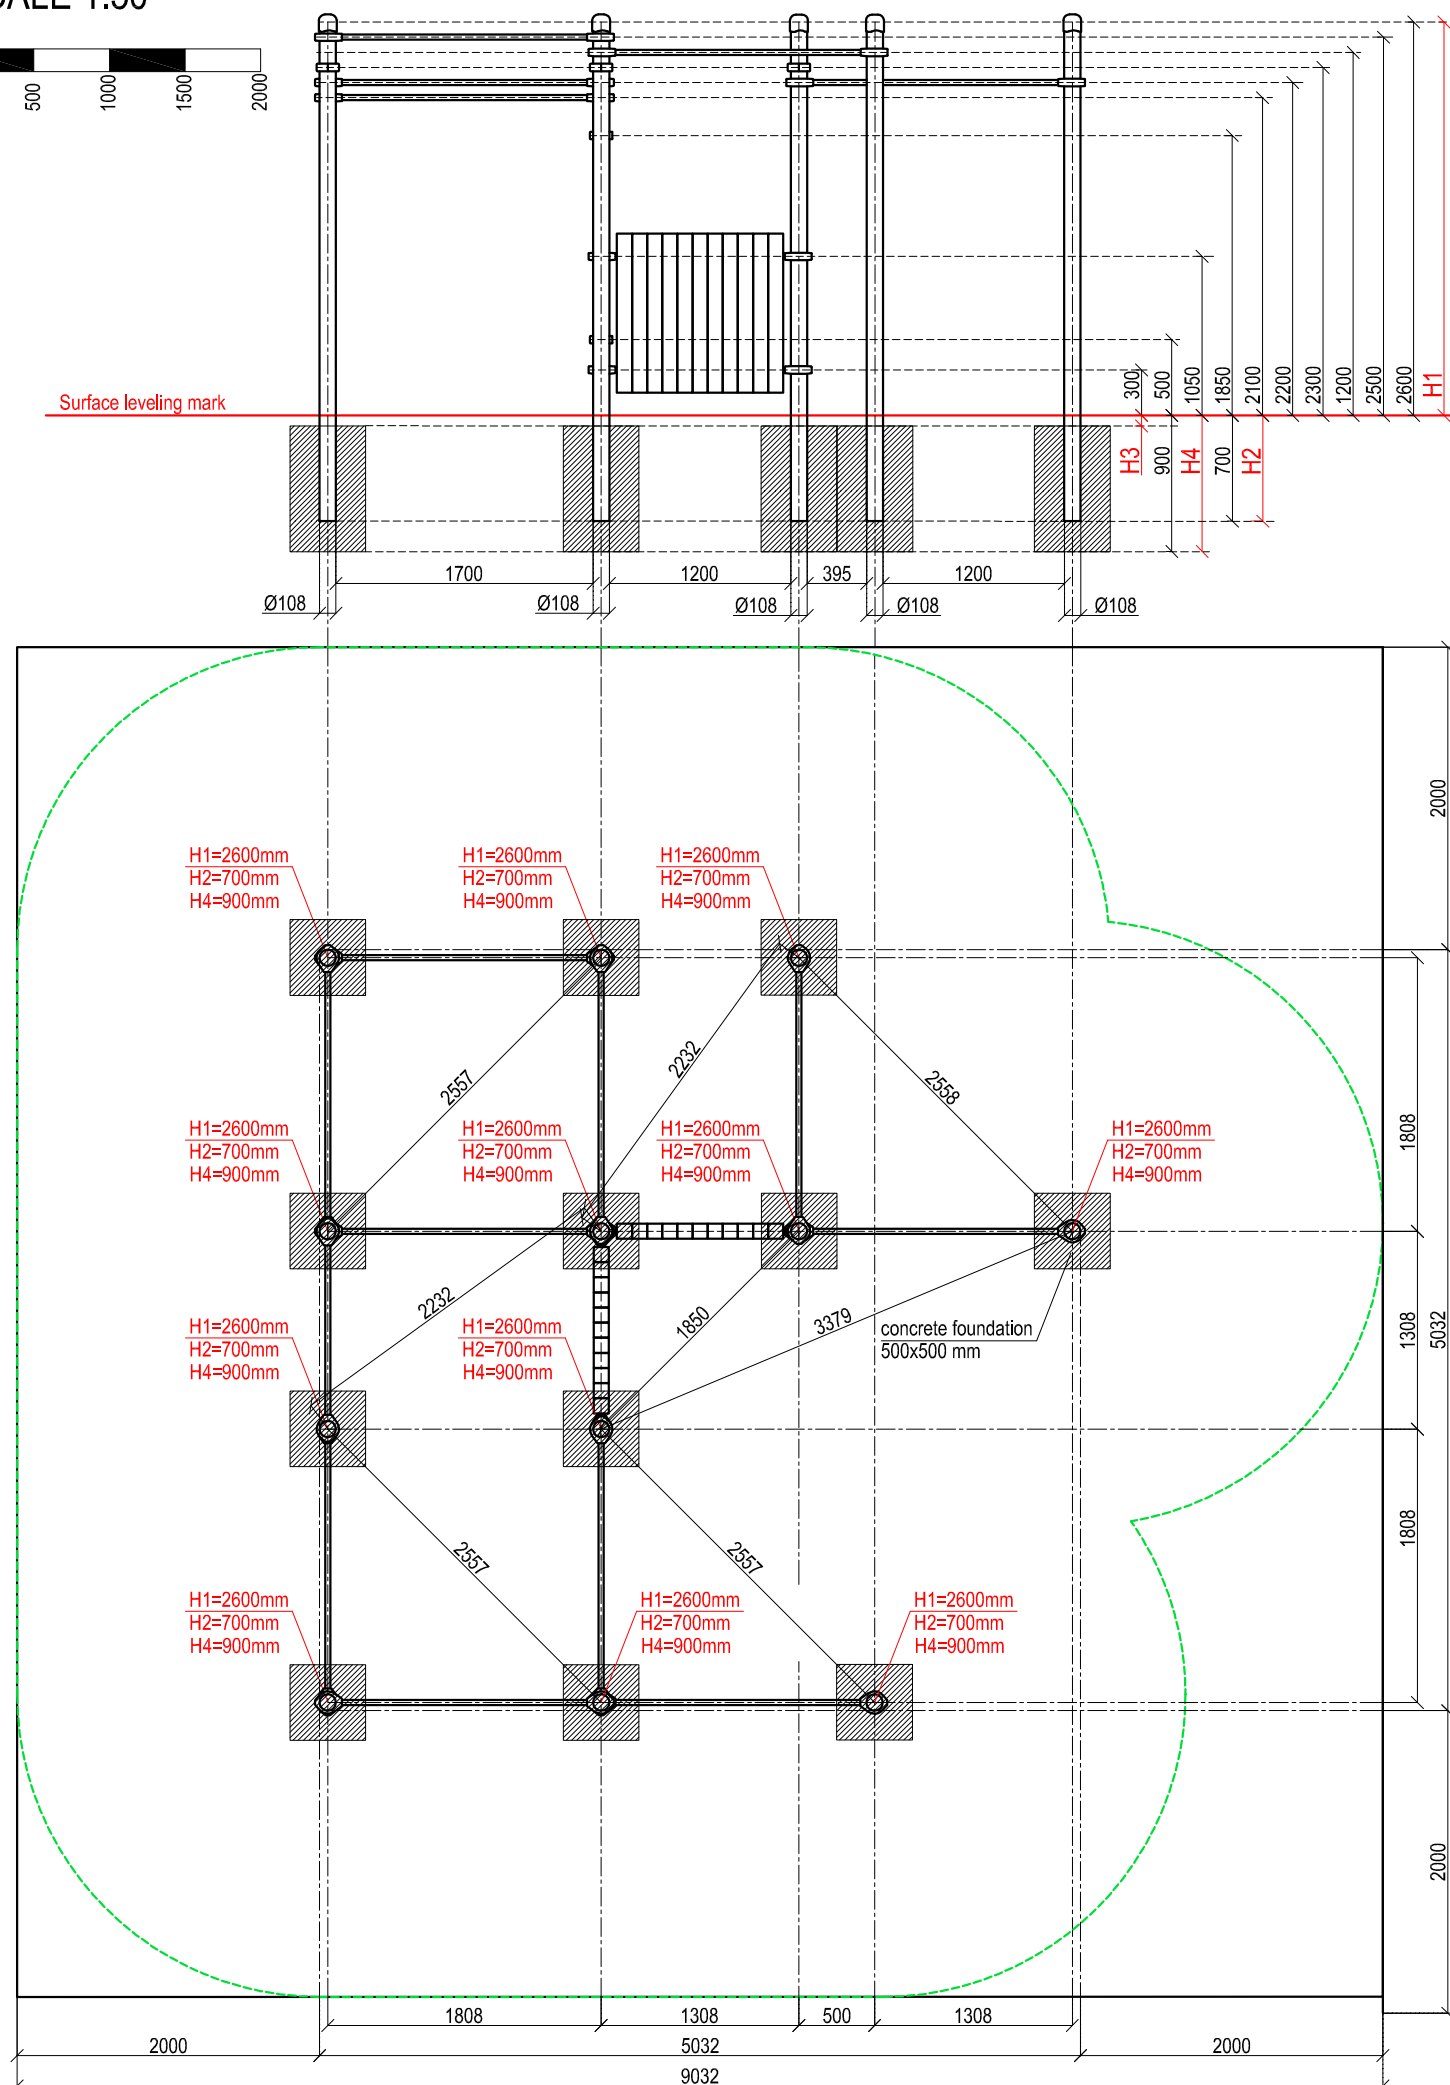 SCALE 1:50
500
1000
1500
2000
Surface leveling mark
300
500
1050
1850
2100
2200
2300
1200
2500
2600
H1
H3
900
H4
700
H2
1700
1200
395
1200
Ø108
Ø108
Ø108
Ø108
Ø108
2000
H1=2600mm
H2=700mm
H4=900mm
H1=2600mm
H2=700mm
H4=900mm
H1=2600mm
H2=700mm
H4=900mm
2557
2232
2558
1808
H1=2600mm
H2=700mm
H4=900mm
H1=2600mm
H2=700mm
H4=900mm
H1=2600mm
H2=700mm
H4=900mm
H1=2600mm
H2=700mm
H4=900mm
2232
1850
3379
concrete foundation
500x500 mm
1308
5032
H1=2600mm
H2=700mm
H4=900mm
H1=2600mm
H2=700mm
H4=900mm
2557
2557
1808
H1=2600mm
H2=700mm
H4=900mm
H1=2600mm
H2=700mm
H4=900mm
H1=2600mm
H2=700mm
H4=900mm
2000
1808
1308
500
1308
2000
5032
2000
9032